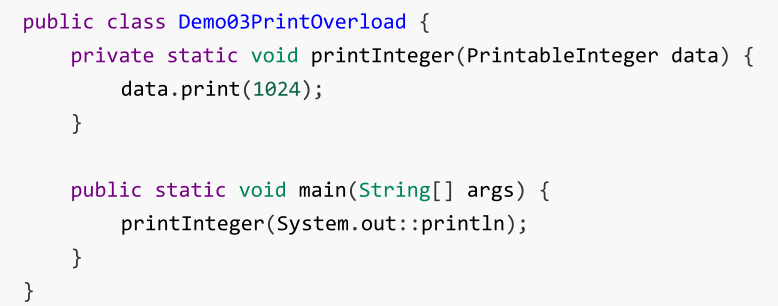 public class Demo03PrintOverload {
    private static void printInteger(PrintableInteger data) {
        data.print(1024);
    }

    public static void main(String[] args) {
        printInteger(System.out::println);
    }
}